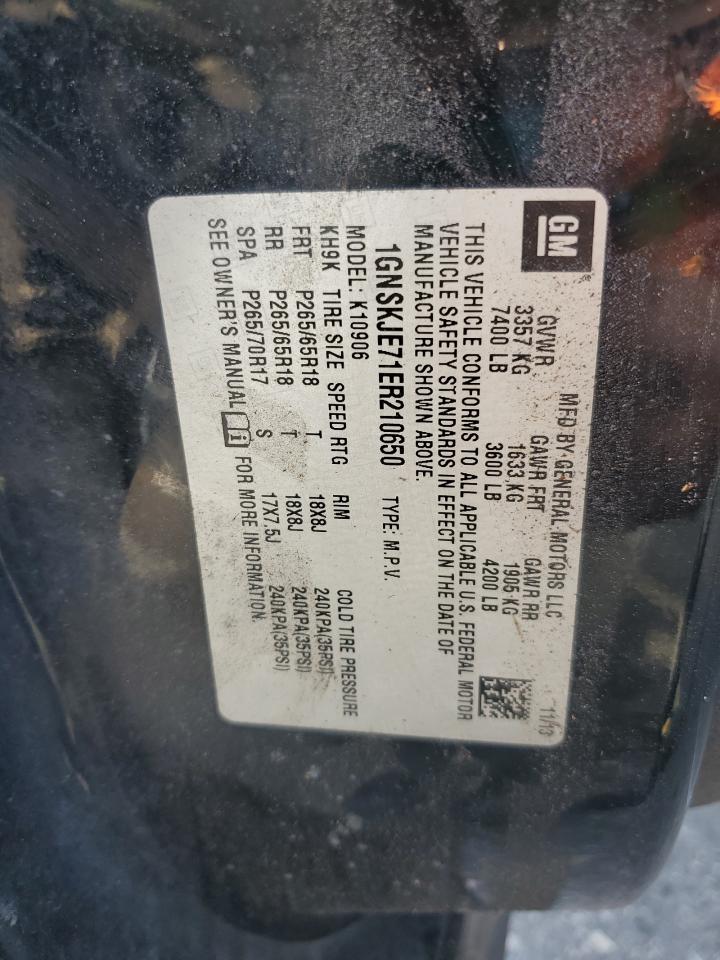 GM
MFD BY GENERAL MOTORS LLC 11/13
GVWR GAWR FRT GAWR RR
3357 KG 1633 KG 1905 KG
7400 LB 3600 LB 4200 LB
THIS VEHICLE CONFORMS TO ALL APPLICABLE U.S. FEDERAL MOTOR
VEHICLE SAFETY STANDARDS IN EFFECT ON THE DATE OF
MANUFACTURE SHOWN ABOVE.
1GNSKJE71ER210650 TYPE: M.P.V.
MODEL: K10906
KH9K TIRE SIZE SPEED RTG RIM COLD TIRE PRESSURE
FRT P265/65R18 T 18X8J 240KPA(35PSI)
RR P265/65R18 T 18X8J 240KPA(35PSI)
SPA P265/70R17 S 17X7.5J 240KPA(35PSI)
SEE OWNER'S MANUAL i FOR MORE INFORMATION.